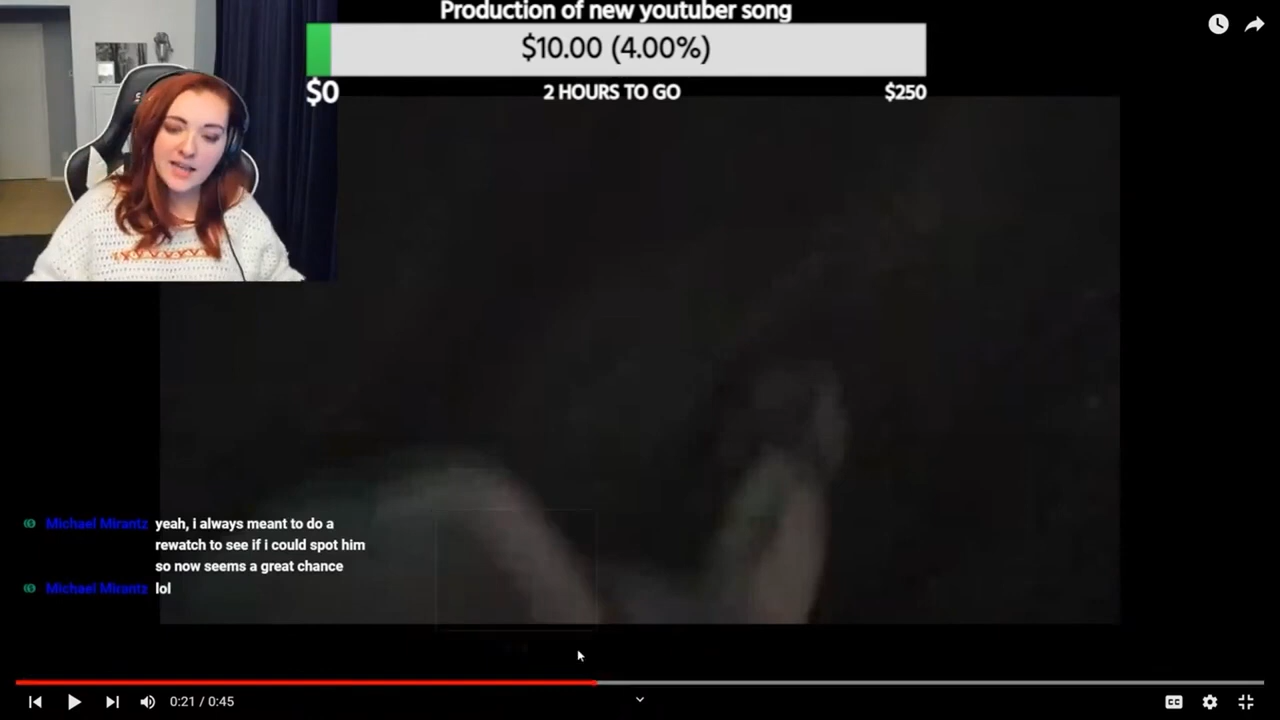 Production of new youtuber song
$10.00 (4.00%)
$0 2 HOURS TO GO $250
Michael Mirantz yeah, i always meant to do a
rewatch to see if i could spot him
so now seems a great chance
Michael Mirantz lol
0:21 / 0:45
CC